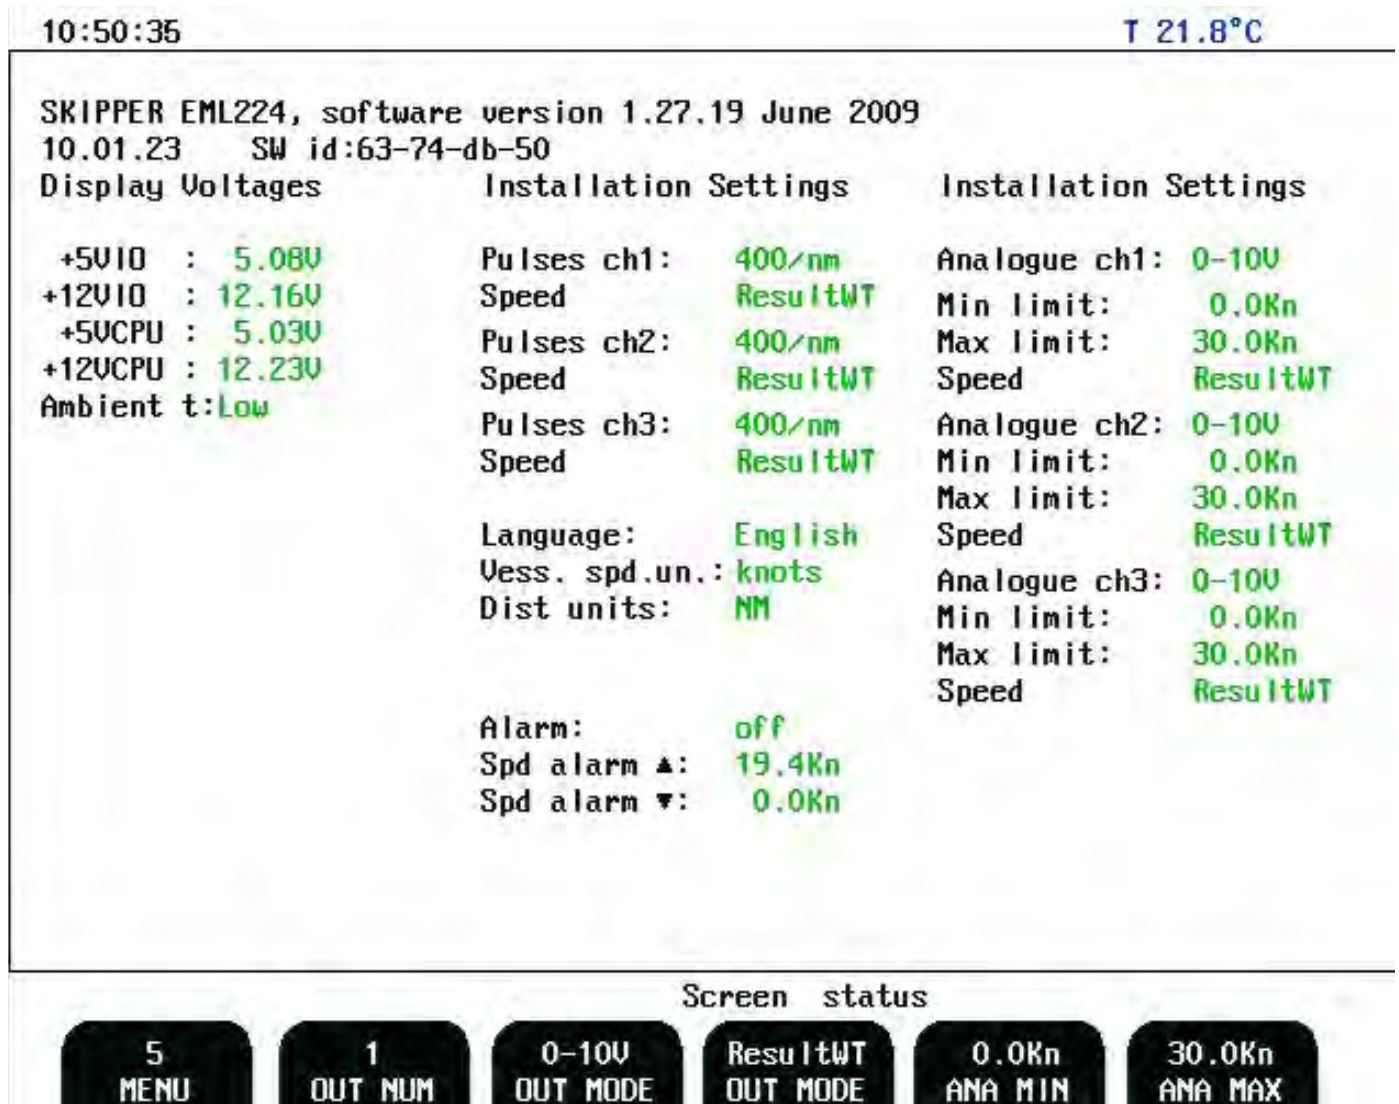 10:50:35 T 21.8°C
SKIPPER EML224, software version 1.27.19 June 2009
10.01.23 SW id:63-74-db-50
Display Voltages
+5VIO : 5.08V
+12VIO : 12.16V
+5VCPU : 5.03V
+12VCPU : 12.23V
Ambient t:Low
Installation Settings
Pulses ch1: 400/nm
Speed ResultWT
Pulses ch2: 400/nm
Speed ResultWT
Pulses ch3: 400/nm
Speed ResultWT
Language: English
Vess. spd.un.: knots
Dist units: NM
Alarm: off
Spd alarm ▲: 19.4Kn
Spd alarm ▼: 0.0Kn
Installation Settings
Analogue ch1: 0-10V
Min limit: 0.0Kn
Max limit: 30.0Kn
Speed ResultWT
Analogue ch2: 0-10V
Min limit: 0.0Kn
Max limit: 30.0Kn
Speed ResultWT
Analogue ch3: 0-10V
Min limit: 0.0Kn
Max limit: 30.0Kn
Speed ResultWT
Screen status
5 1 0-10V ResultWT 0.0Kn 30.0Kn
MENU OUT NUM OUT MODE OUT MODE ANA MIN ANA MAX